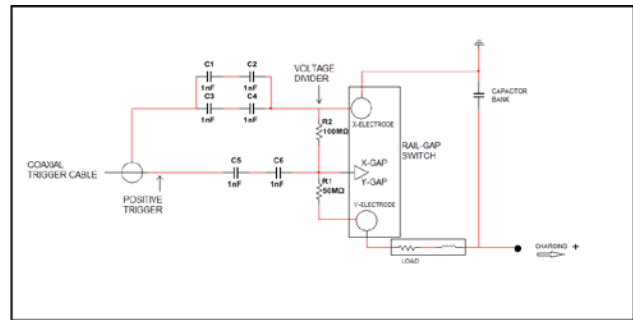 C1
C2
1nF
1nF
C3
C4
1nF
1nF
VOLTAGE
DIVIDER
CAPACTOR
BANK
R2
100MΩ
X-ELECTRODE
RAIL-GAP
SWITCH
COAXIAL
TRIGGER CABLE
C5
C6
1nF
1nF
X-GAP
Y-GAP
R1
50MΩ
POSITIVE
TRIGGER
Y-ELECTRODE
LOAD
CHARGING +